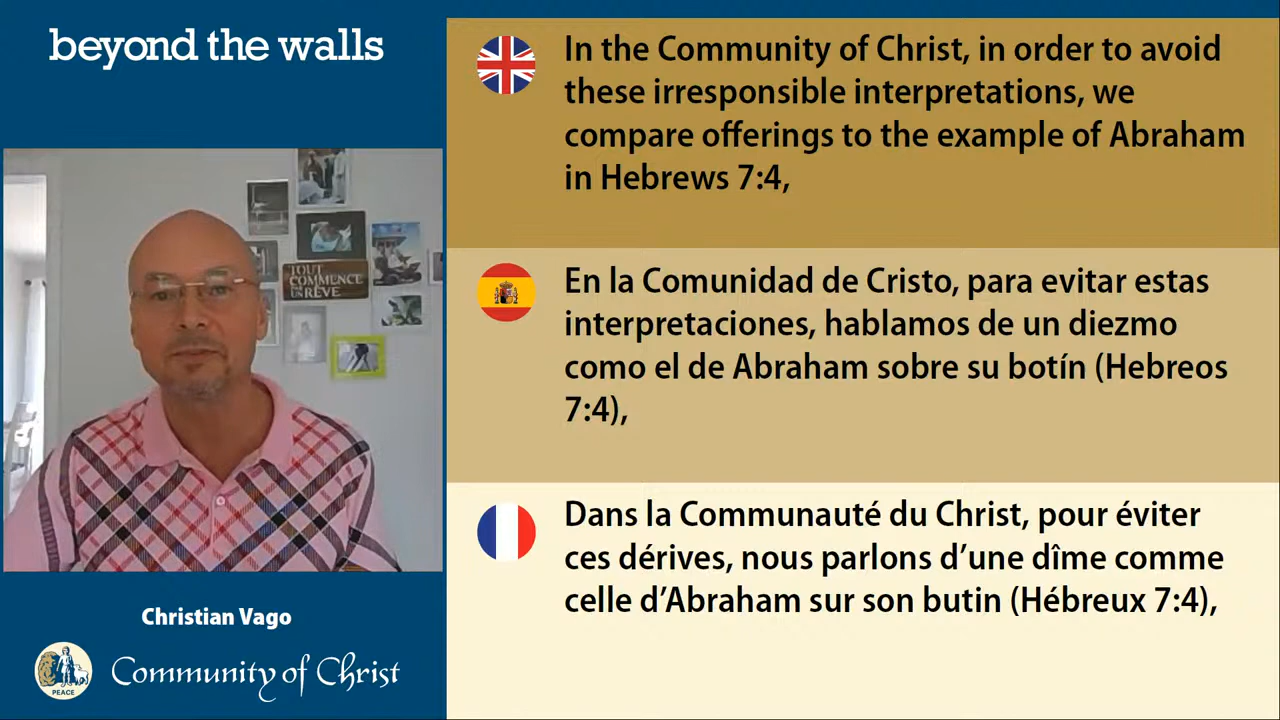 beyond the walls
In the Community of Christ, in order to avoid
these irresponsible interpretations, we
compare offerings to the example of Abraham
in Hebrews 7:4,
En la Comunidad de Cristo, para evitar estas
interpretaciones, hablamos de un diezmo
como el de Abraham sobre su botín (Hebreos
7:4),
Dans la Communauté du Christ, pour éviter
ces dérives, nous parlons d’une dîme comme
celle d’Abraham sur son butin (Hébreux 7:4),
TOUT
COMMENCE
PAR UN RÊVE
Christian Vago
PEACE
Community of Christ